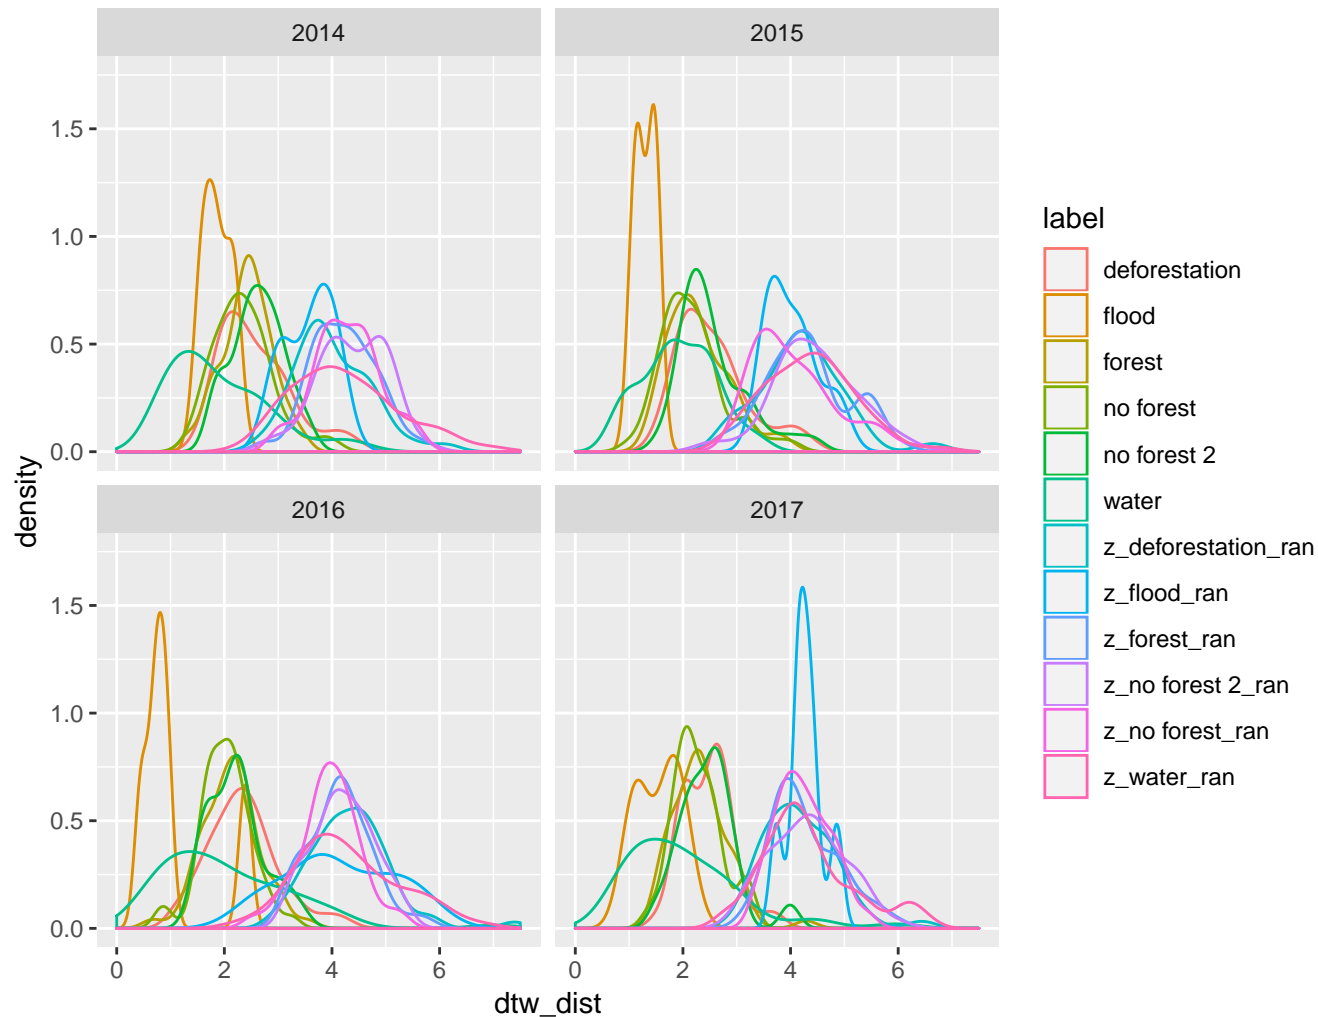 2014
2015
1.5
1.0
0.5
0.0
2016
2017
1.5
1.0
0.5
0.0
0
2
4
6
0
2
4
6
dtw_dist
density
label
deforestation
flood
forest
no forest
no forest 2
water
z_deforestation_ran
z_flood_ran
z_forest_ran
z_no forest 2_ran
z_no forest_ran
z_water_ran